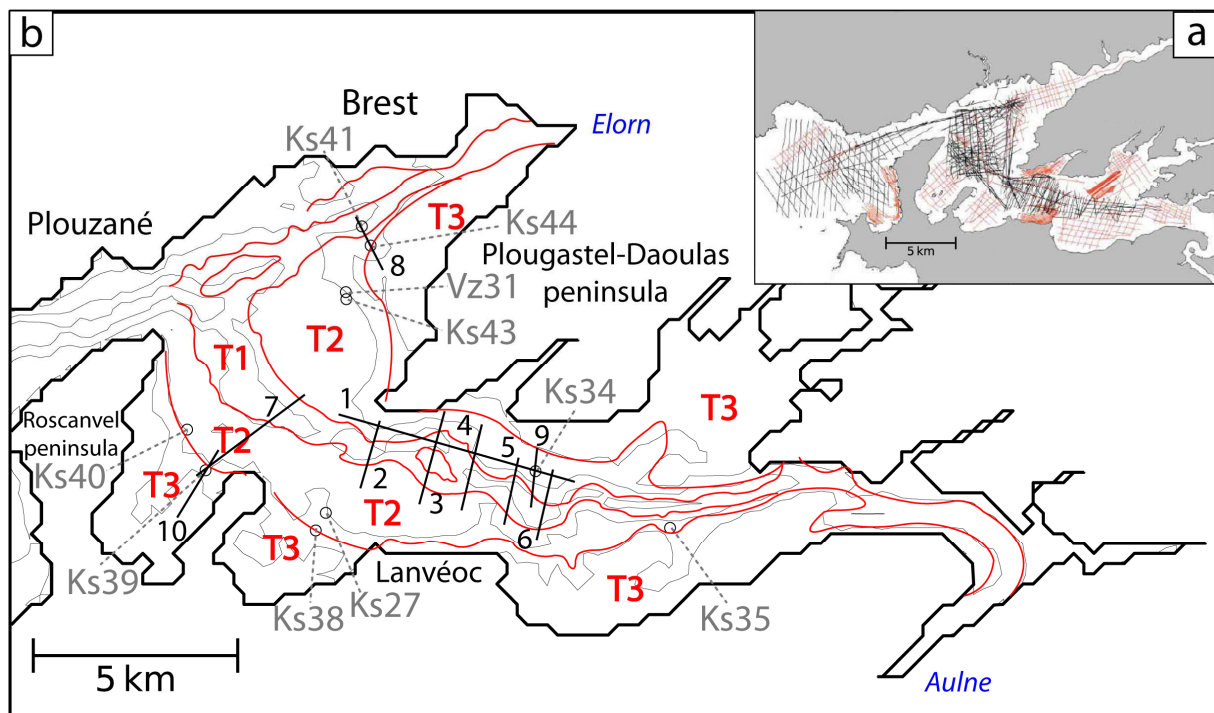 b
a
5 km
Brest
Elorn
Ks41
Plouzané
T3
Ks44
8
Plougastel-Daoulas
peninsula
Vz31
Ks43
T2
T1
7
1
Ks34
4
9
5
T3
Roscanvel
peninsula
T2
Ks40
2
3
T3
T2
6
10
T3
Lanvéoc
Ks39
Ks38
Ks27
T3
Ks35
5 km
Aulne